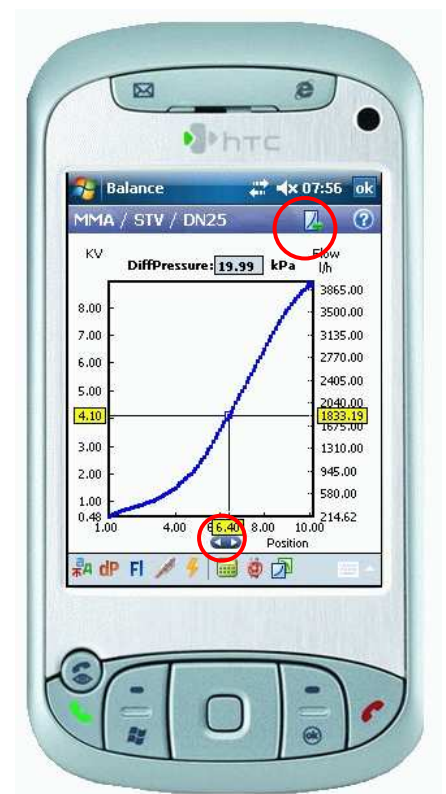 hTC
Balance 07:56 ok
MMA / STV / DN25 ?
KV DiffPressure: 19.99 kPa Flow l/h
3865.00
8.00 3500.00
7.00 3135.00
6.00 2770.00
5.00 2405.00
2040.00
4.10 1833.19
1675.00
3.00 1310.00
2.00 945.00
1.00 580.00
0.48 214.62
1.00 4.00 6.40 8.00 10.00
Position
dP Fl
ok